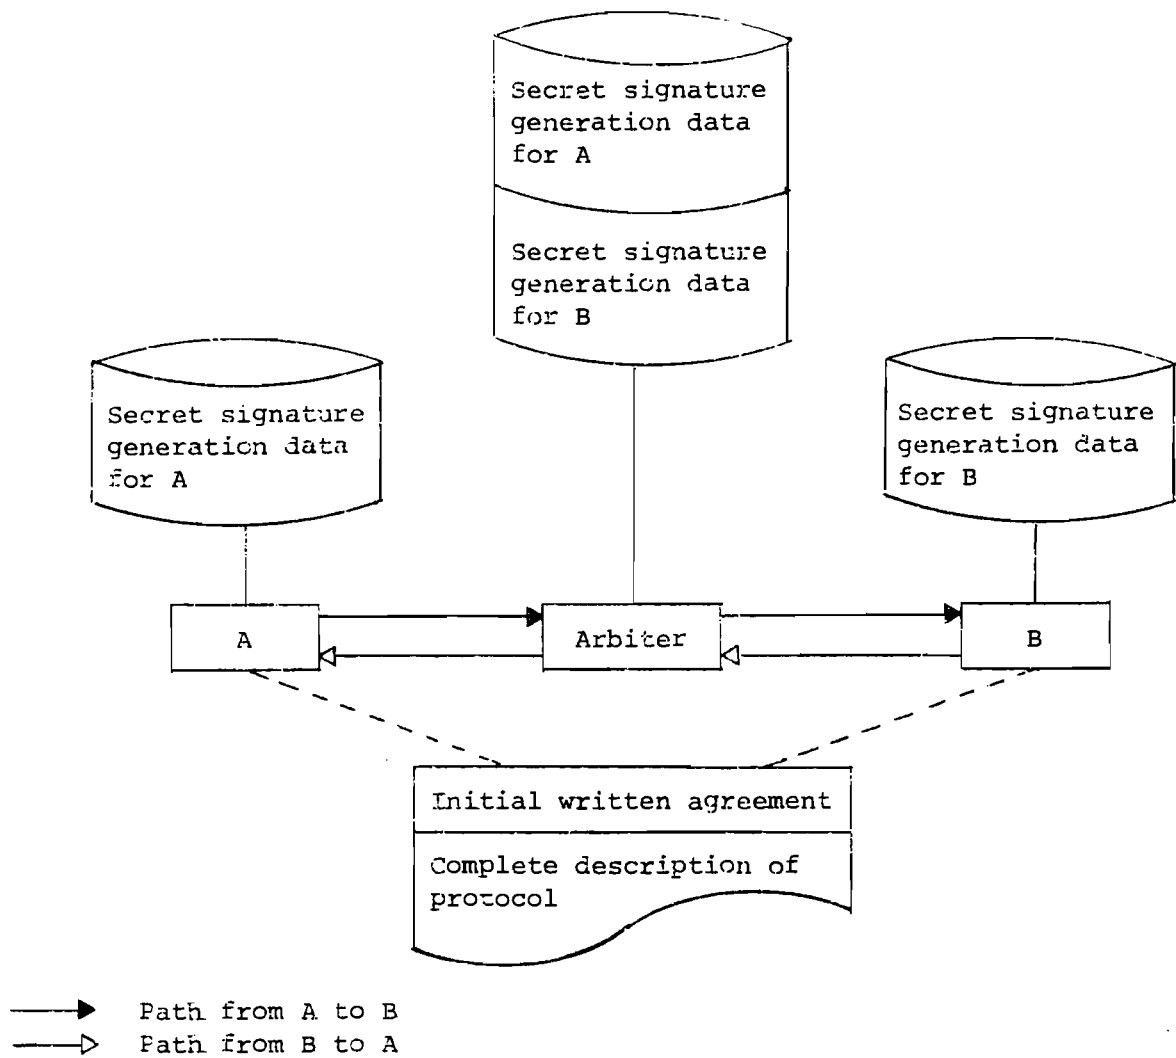 Secret signature
generation data
for A
Secret signature
generation data
for B
Secret signature
generation data
for A
Secret signature
generation data
for B
A
Arbiter
B
Initial written agreement
Complete description of
protocol
Path from A to B
Path from B to A